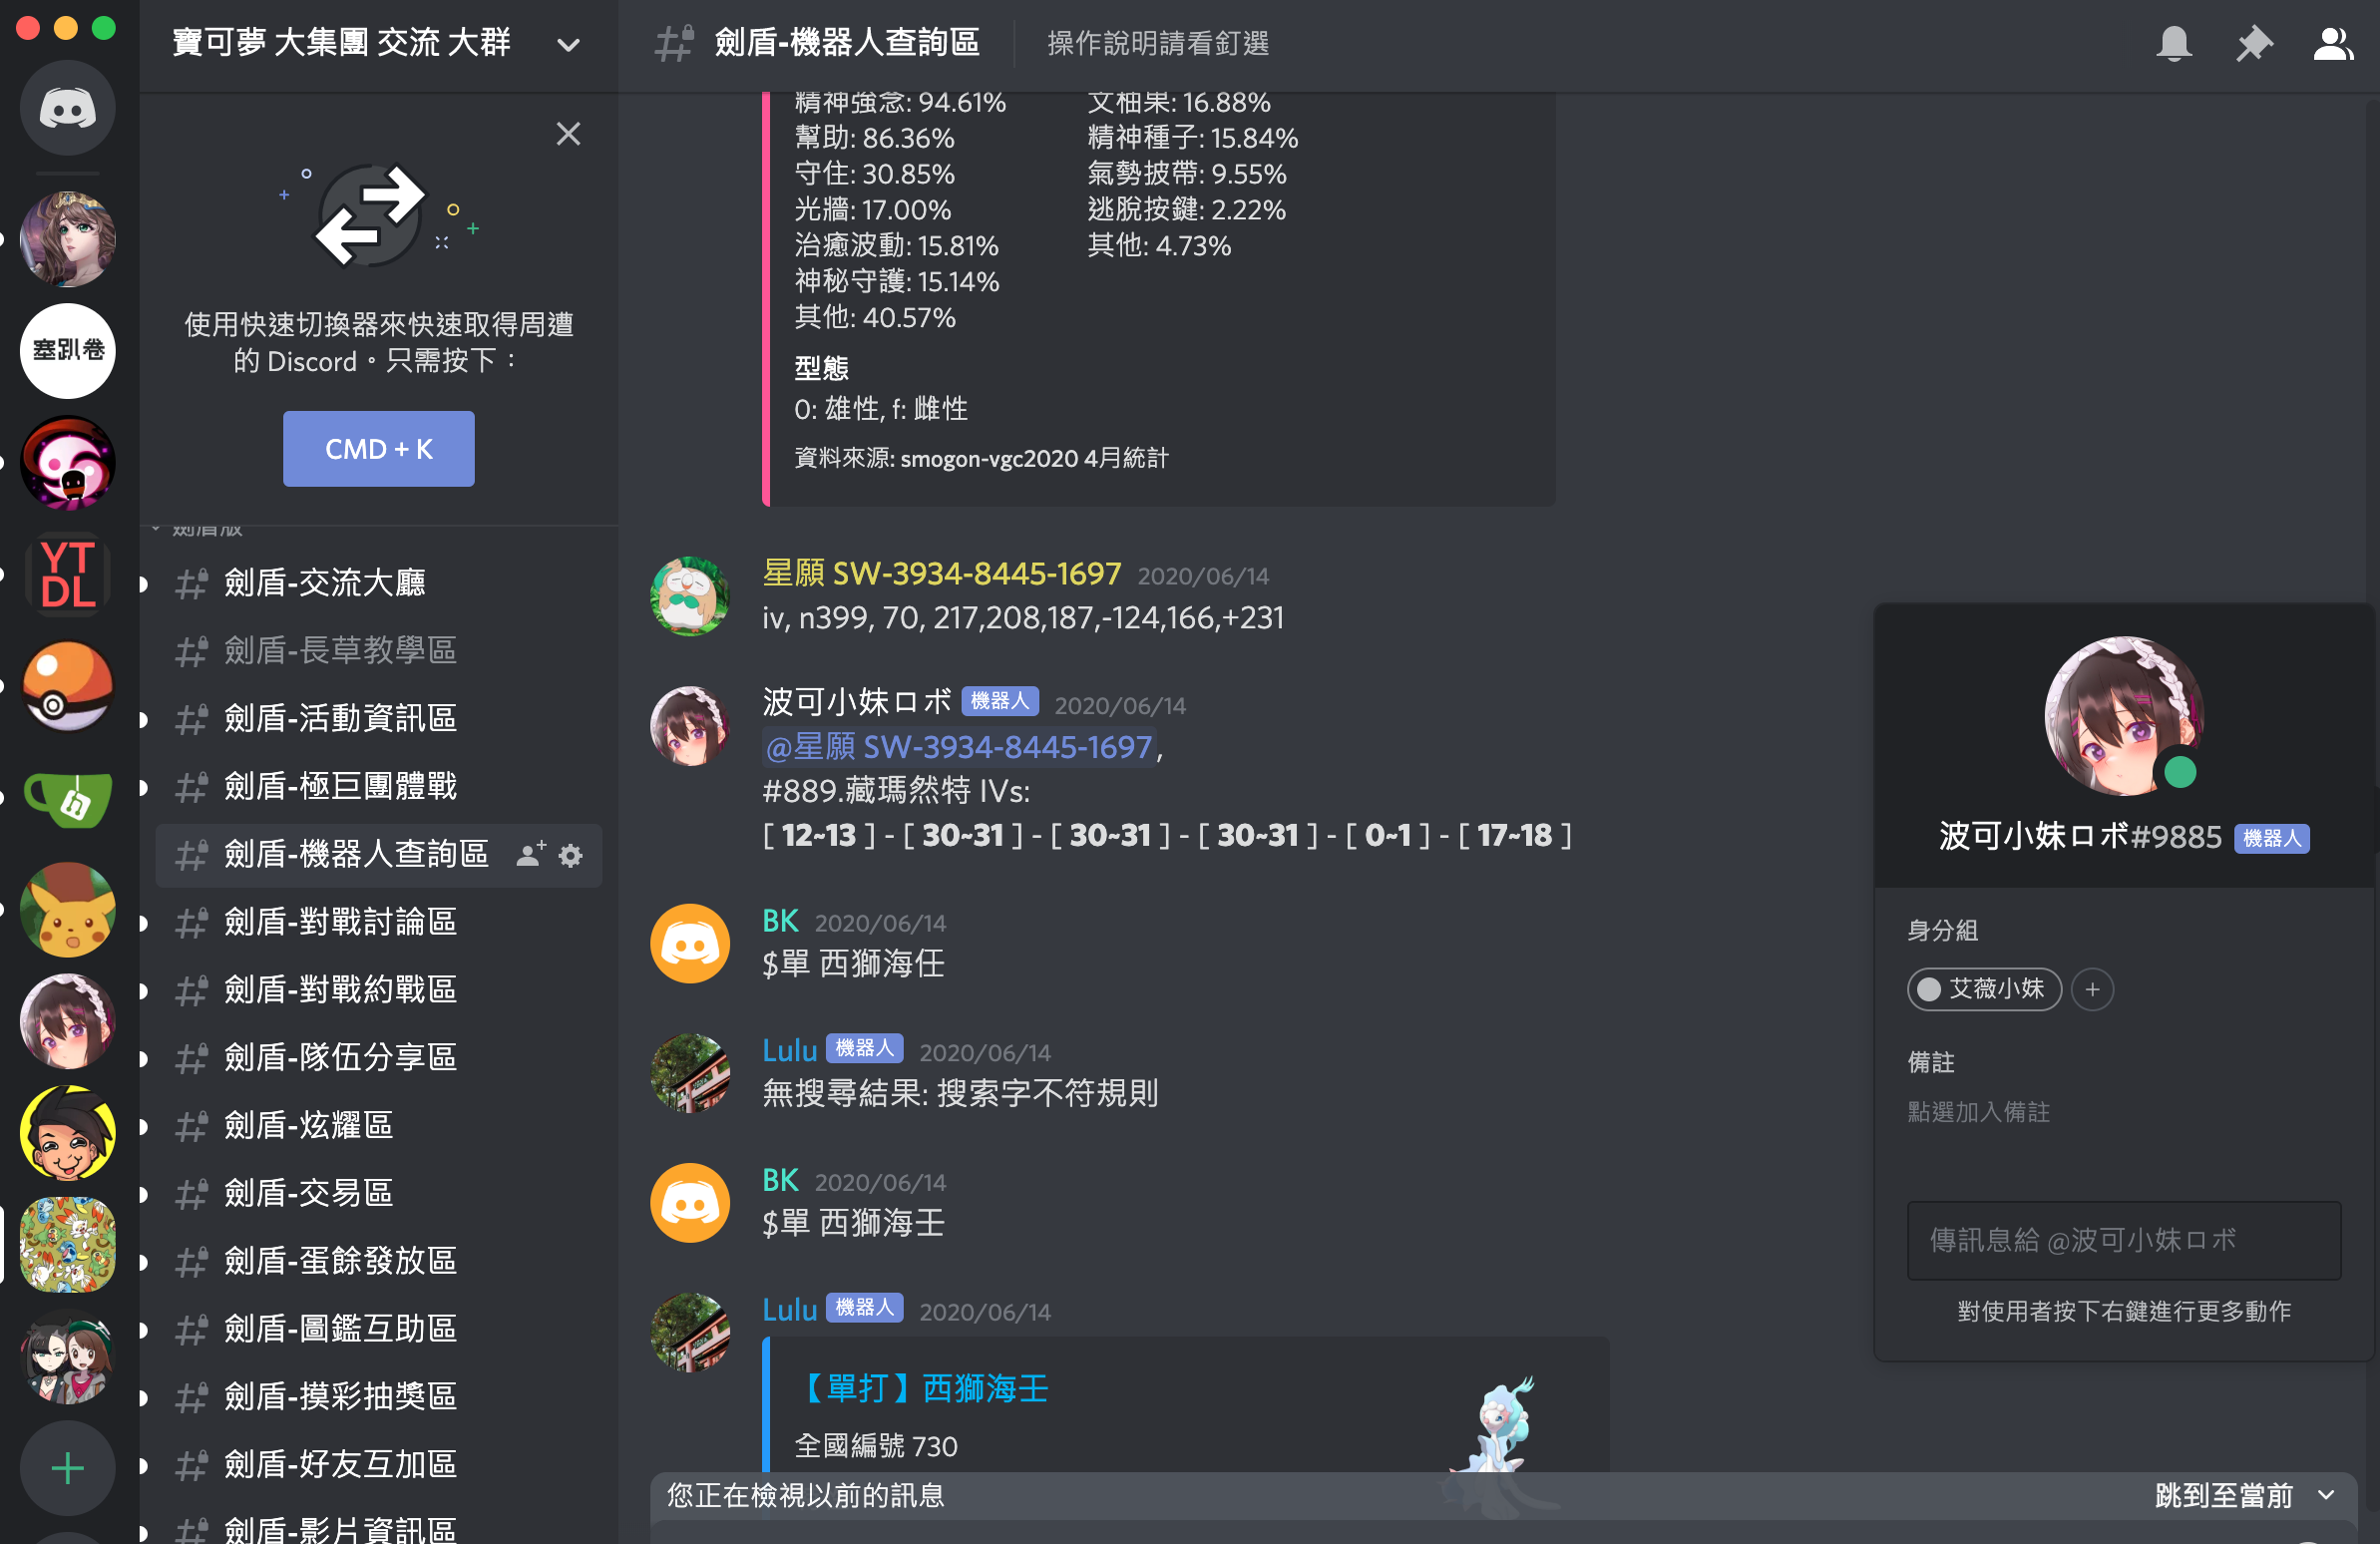 塞趴卷
YT
DL
寶可夢 大集團 交流 大群
使用快速切換器來快速取得周遭
的 Discord。只需按下：
CMD + K
劍盾版
劍盾-交流大廳
劍盾-長草教學區
劍盾-活動資訊區
劍盾-極巨團體戰
劍盾-機器人查詢區
劍盾-對戰討論區
劍盾-對戰約戰區
劍盾-隊伍分享區
劍盾-炫耀區
劍盾-交易區
劍盾-蛋餘發放區
劍盾-圖鑑互助區
劍盾-摸彩抽獎區
劍盾-好友互加區
劍盾-影片資訊區
劍盾-機器人查詢區 操作說明請看釘選
精神強念: 94.61%
幫助: 86.36%
守住: 30.85%
光牆: 17.00%
治癒波動: 15.81%
神秘守護: 15.14%
其他: 40.57%
文柚果: 16.88%
精神種子: 15.84%
氣勢披帶: 9.55%
逃脫按鍵: 2.22%
其他: 4.73%
型態
0: 雄性, f: 雌性
資料來源: smogon-vgc2020 4月統計
星願 SW-3934-8445-1697 2020/06/14
iv, n399, 70, 217,208,187,-124,166,+231
波可小妹ロボ 機器人 2020/06/14
@星願 SW-3934-8445-1697,
#889.藏瑪然特 IVs:
[ 12~13 ] - [ 30~31 ] - [ 30~31 ] - [ 30~31 ] - [ 0~1 ] - [ 17~18 ]
BK 2020/06/14
$單 西獅海任
Lulu 機器人 2020/06/14
無搜尋結果: 搜索字不符規則
BK 2020/06/14
$單 西獅海壬
Lulu 機器人 2020/06/14
【單打】西獅海壬
全國編號 730
您正在檢視以前的訊息 跳到至當前
波可小妹ロボ#9885 機器人
身分組
艾薇小妹
備註
點選加入備註
傳訊息給 @波可小妹ロボ
對使用者按下右鍵進行更多動作